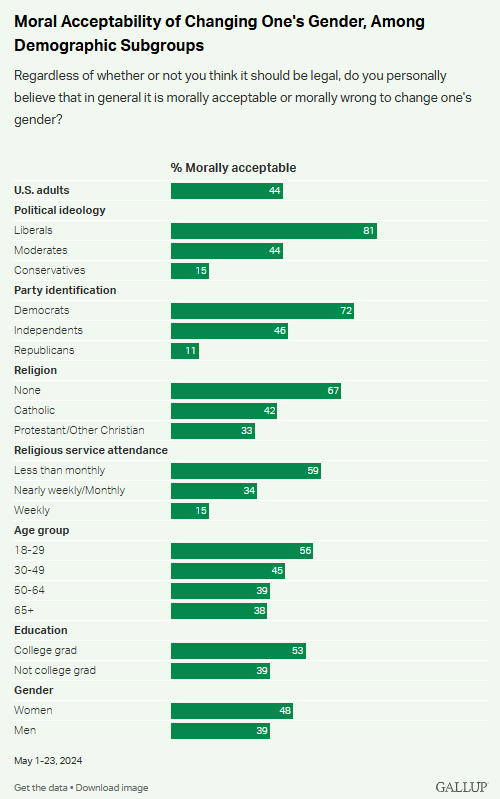 Moral Acceptability of Changing One's Gender, Among
Demographic Subgroups
Regardless of whether or not you think it should be legal, do you personally
believe that in general it is morally acceptable or morally wrong to change one's
gender?
% Morally acceptable
U.S. adults 44
Political ideology
Liberals 81
Moderates 44
Conservatives 15
Party identification
Democrats 72
Independents 46
Republicans 11
Religion
None 67
Catholic 42
Protestant/Other Christian 33
Religious service attendance
Less than monthly 59
Nearly weekly/Monthly 34
Weekly 15
Age group
18-29 56
30-49 45
50-64 39
65+ 38
Education
College grad 53
Not college grad 39
Gender
Women 48
Men 39
May 1-23, 2024
Get the data • Download image GALLUP